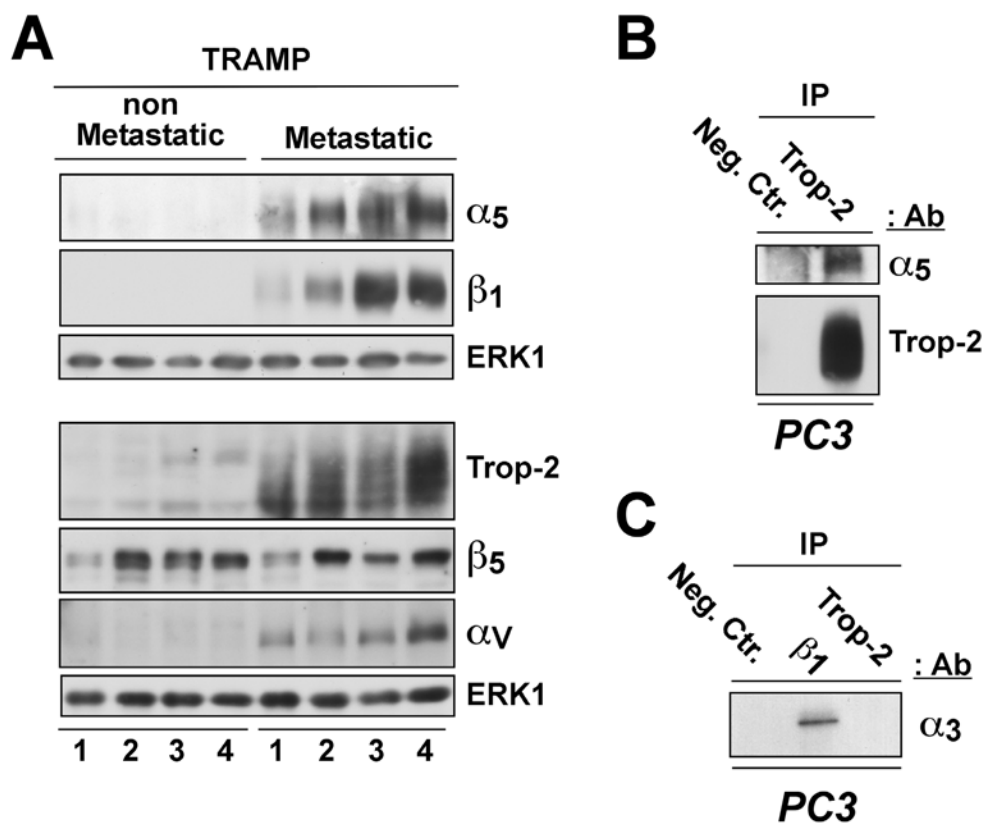 A
TRAMP
non
Metastatic
Metastatic
α5
β1
ERK1
Trop-2
β5
αV
ERK1
1 2 3 4 1 2 3 4
B
IP
Neg. Ctr.
Trop-2
: Ab
α5
Trop-2
PC3
C
IP
Neg. Ctr.
β1
Trop-2
: Ab
α3
PC3